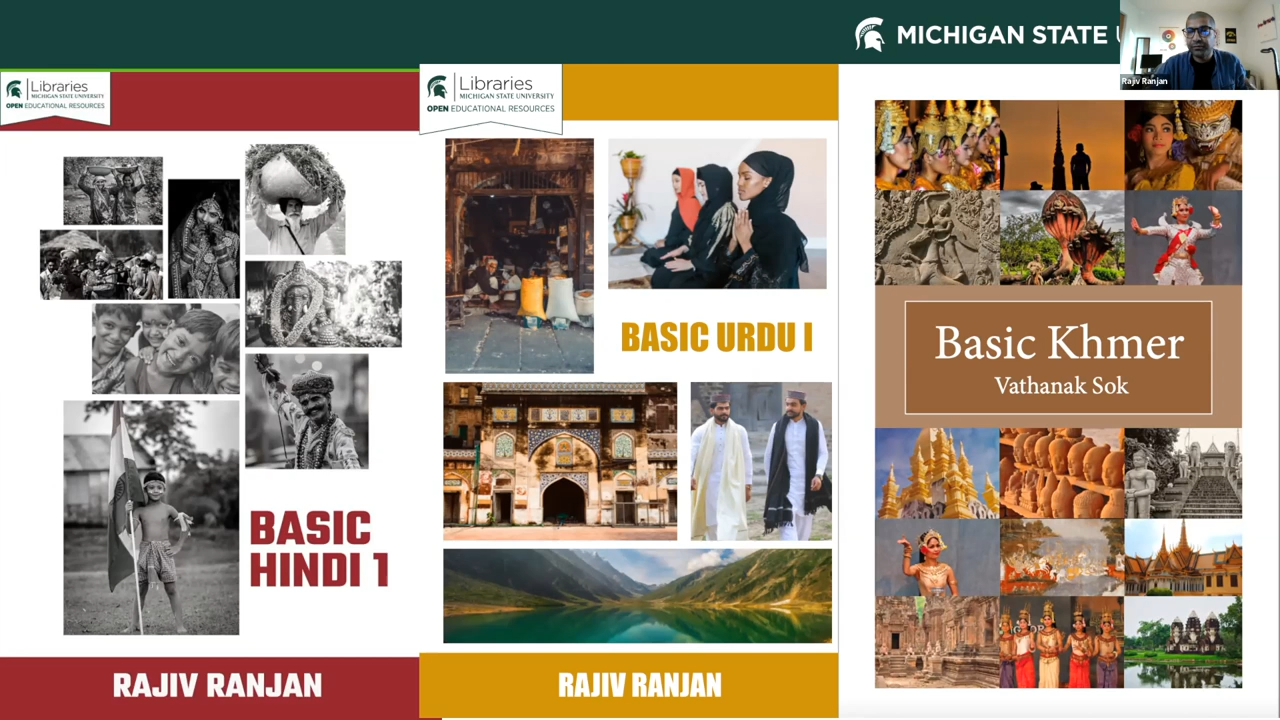 MICHIGAN STATE U
Rajiv Ranjan
Libraries
MICHIGAN STATE UNIVERSITY
OPEN EDUCATIONAL RESOURCES
BASIC
HINDI 1
RAJIV RANJAN
Libraries
MICHIGAN STATE UNIVERSITY
OPEN EDUCATIONAL RESOURCES
BASIC URDU I
RAJIV RANJAN
Basic Khmer
Vathanak Sok